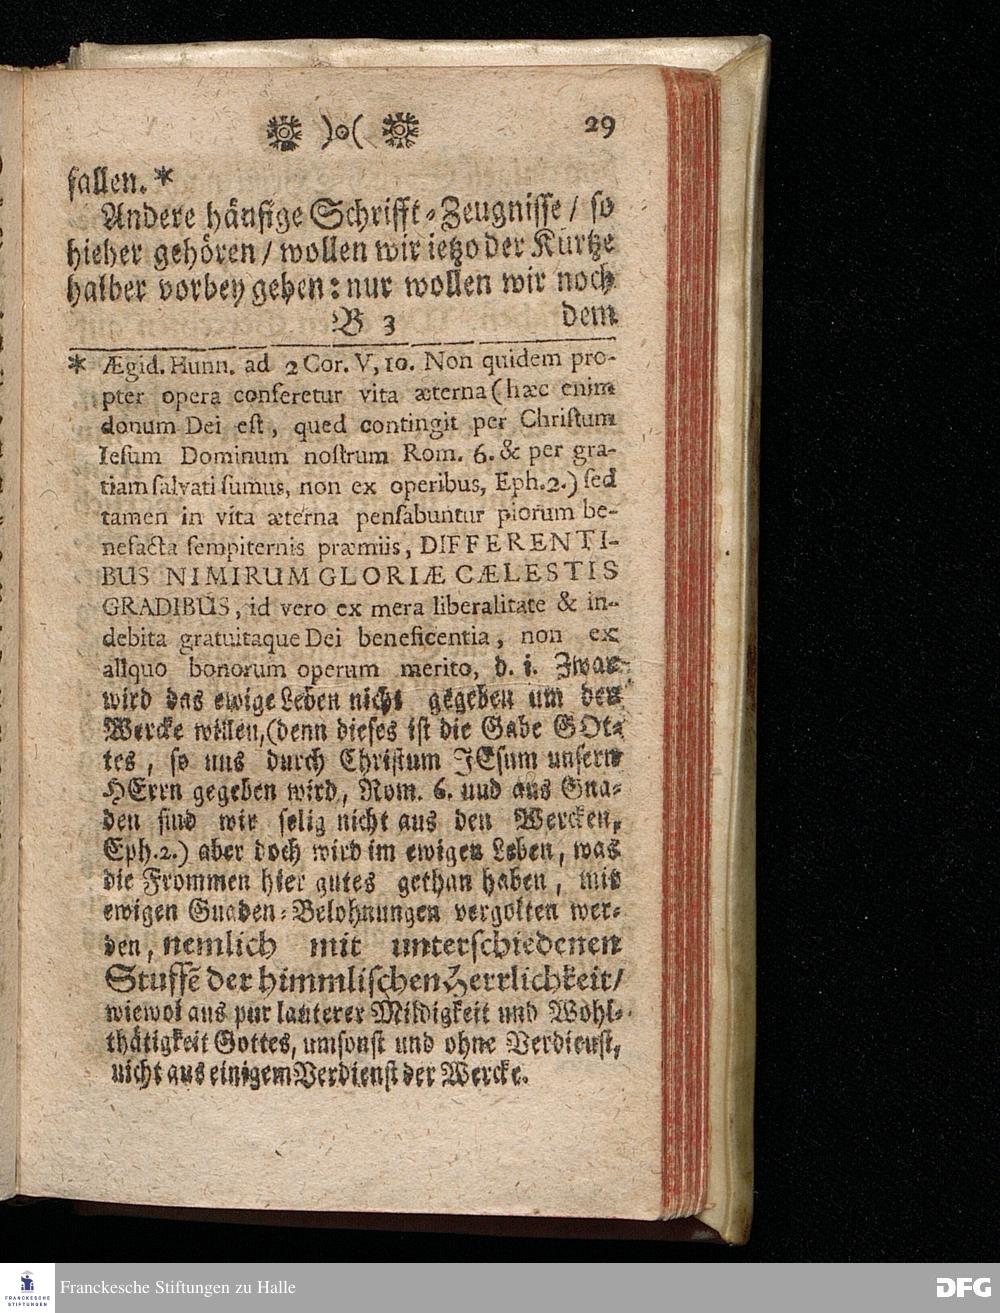 )o( 29
fallen. *
Andere häufige Schrifft-Zeugnisse / so
hieher gehören / wollen wir ietzo der Kürtze
halber vorbey gehen: nur wollen wir noch
B 3 dem
* Ægid. Hunn. ad 2 Cor. V, 10. Non quidem pro-
pter opera conferetur vita æterna (hæc enim
donum Dei est, qued contingit per Christum
Iesum Dominum nostrum Rom. 6. & per gra-
tiam salvati sumus, non ex operibus, Eph. 2.) sed
tamen in vita æterna pensabuntur piorum be-
nefacta sempiternis præmiis, DIFFERENTI-
BUS NIMIRUM GLORIÆ CÆLESTIS
GRADIBUS, id vero ex mera liberalitate & in-
debita gratuitaque Dei beneficentia, non ex
aliquo bonorum operum merito, d. i. Zwar
wird das ewige Leben nicht gegeben um der
Wercke willen, (denn dieses ist die Gabe GOt-
tes, so uns durch Christum JEsum unsern
HErrn gegeben wird, Rom. 6. und aus Gna-
den sind wir selig nicht aus den Wercken,
Eph. 2.) aber doch wird im ewigen Leben, was
die Frommen hier gutes gethan haben, mit
ewigen Gnaden-Belohnungen vergolten wer-
den, nemlich mit unterschiedenen
Stuffē der himmlischen Herrlichkeit /
wiewol aus pur lauterer Mildigkeit und Wohl-
thätigkeit Gottes, umsonst und ohne Verdienst,
nicht aus einigem Verdienst der Wercke.
FRANCKESCHE
STIFTUNGEN
Franckesche Stiftungen zu Halle
DFG